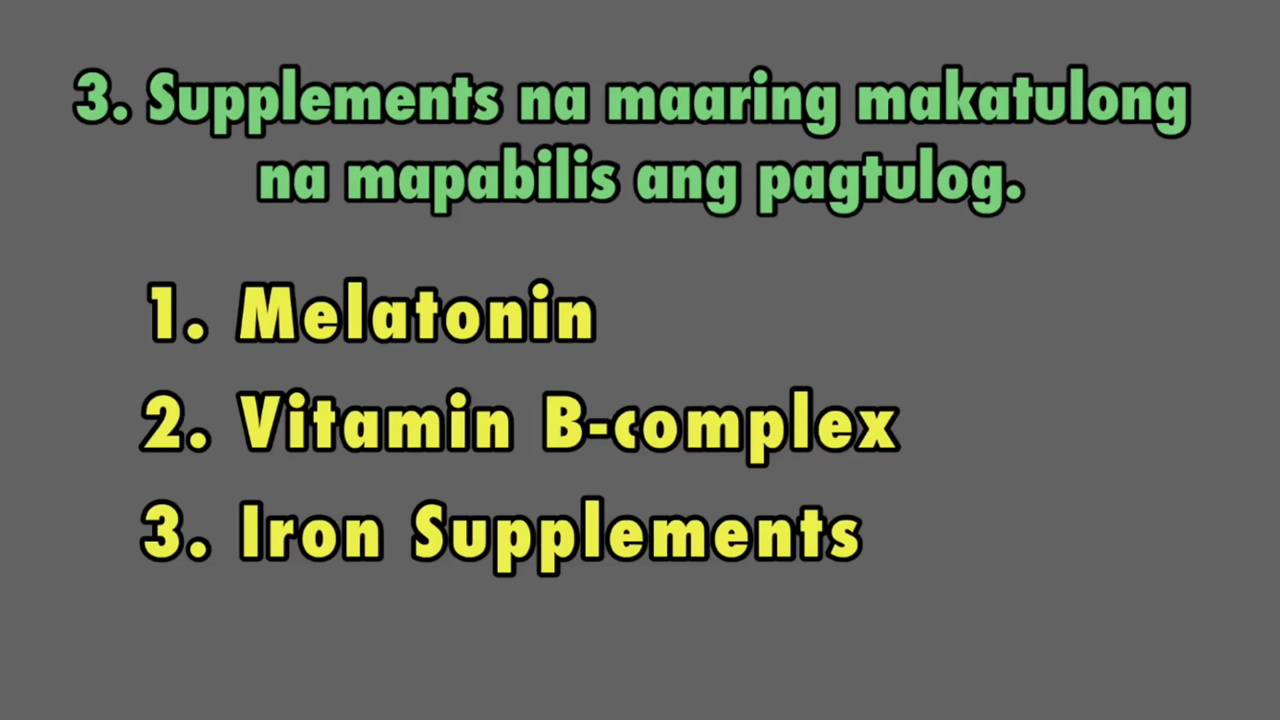 3. Supplements na maaring makatulong
na mapabilis ang pagtulog.
1. Melatonin
2. Vitamin B-complex
3. Iron Supplements